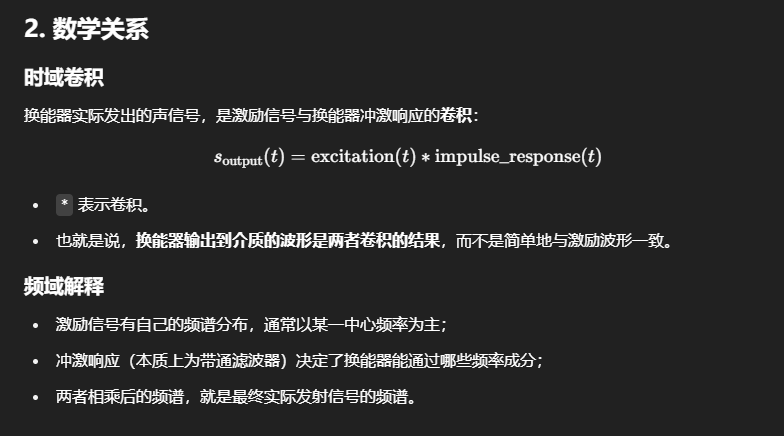 2. 数学关系
时域卷积
换能器实际发出的声信号，是激励信号与换能器冲激响应的卷积：
s_output(t) = excitation(t) * impulse_response(t)
• * 表示卷积。
• 也就是说，换能器输出到介质的波形是两者卷积的结果，而不是简单地与激励波形一致。
频域解释
• 激励信号有自己的频谱分布，通常以某一中心频率为主；
• 冲激响应（本质上为带通滤波器）决定了换能器能通过哪些频率成分；
• 两者相乘后的频谱，就是最终实际发射信号的频谱。